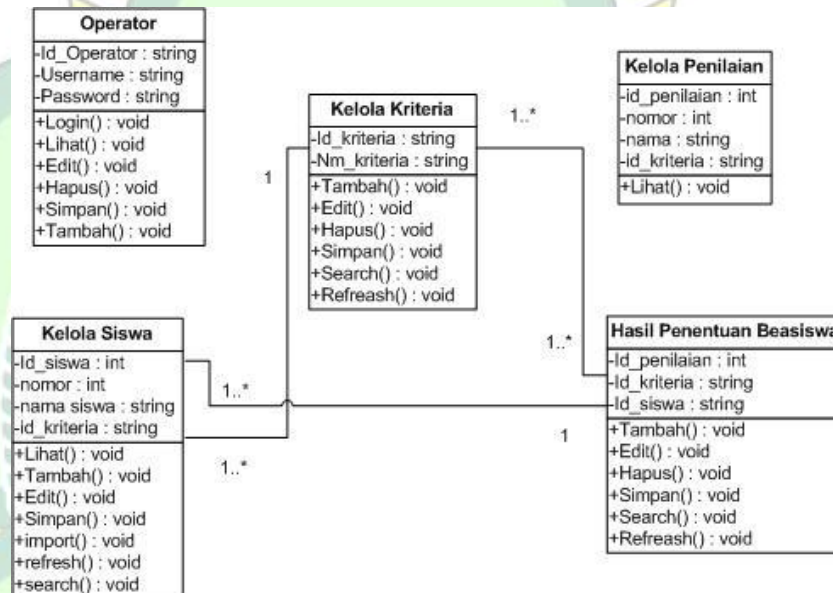 Operator
-Id_Operator : string
-Username : string
-Password : string
+Login() : void
+Lihat() : void
+Edit() : void
+Hapus() : void
+Simpan() : void
+Tambah() : void
Kelola Kriteria
-Id_kriteria : string
-Nm_kriteria : string
+Tambah() : void
+Edit() : void
+Hapus() : void
+Simpan() : void
+Search() : void
+Refreash() : void
Kelola Penilaian
-id_penilaian : int
-nomor : int
-nama : string
-id_kriteria : string
+Lihat() : void
1..*
1
Kelola Siswa
-Id_siswa : int
-nomor : int
-nama siswa : string
-id_kriteria : string
+Lihat() : void
+Tambah() : void
+Edit() : void
+Simpan() : void
+import() : void
+refresh() : void
+search() : void
1..*
1..*
1..*
1
Hasil Penentuan Beasiswa
-Id_penilaian : int
-Id_kriteria : string
-Id_siswa : string
+Tambah() : void
+Edit() : void
+Hapus() : void
+Simpan() : void
+Search() : void
+Refreash() : void